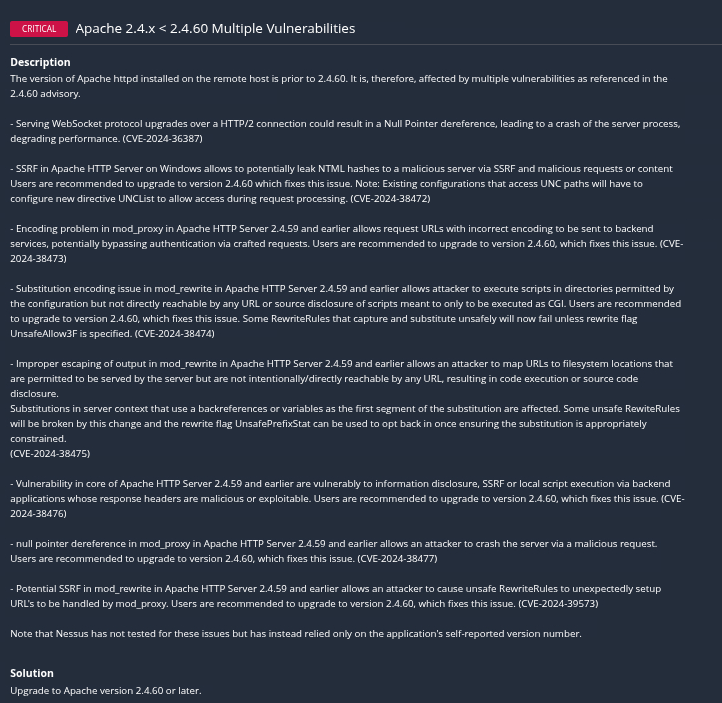 CRITICAL Apache 2.4.x < 2.4.60 Multiple Vulnerabilities
Description
The version of Apache httpd installed on the remote host is prior to 2.4.60. It is, therefore, affected by multiple vulnerabilities as referenced in the
2.4.60 advisory.
- Serving WebSocket protocol upgrades over a HTTP/2 connection could result in a Null Pointer dereference, leading to a crash of the server process,
degrading performance. (CVE-2024-36387)
- SSRF in Apache HTTP Server on Windows allows to potentially leak NTML hashes to a malicious server via SSRF and malicious requests or content
Users are recommended to upgrade to version 2.4.60 which fixes this issue. Note: Existing configurations that access UNC paths will have to
configure new directive UNCList to allow access during request processing. (CVE-2024-38472)
- Encoding problem in mod_proxy in Apache HTTP Server 2.4.59 and earlier allows request URLs with incorrect encoding to be sent to backend
services, potentially bypassing authentication via crafted requests. Users are recommended to upgrade to version 2.4.60, which fixes this issue. (CVE-
2024-38473)
- Substitution encoding issue in mod_rewrite in Apache HTTP Server 2.4.59 and earlier allows attacker to execute scripts in directories permitted by
the configuration but not directly reachable by any URL or source disclosure of scripts meant to only to be executed as CGI. Users are recommended
to upgrade to version 2.4.60, which fixes this issue. Some RewriteRules that capture and substitute unsafely will now fail unless rewrite flag
UnsafeAllow3F is specified. (CVE-2024-38474)
- Improper escaping of output in mod_rewrite in Apache HTTP Server 2.4.59 and earlier allows an attacker to map URLs to filesystem locations that
are permitted to be served by the server but are not intentionally/directly reachable by any URL, resulting in code execution or source code
disclosure.
Substitutions in server context that use a backreferences or variables as the first segment of the substitution are affected. Some unsafe RewiteRules
will be broken by this change and the rewrite flag UnsafePrefixStat can be used to opt back in once ensuring the substitution is appropriately
constrained.
(CVE-2024-38475)
- Vulnerability in core of Apache HTTP Server 2.4.59 and earlier are vulnerably to information disclosure, SSRF or local script execution via backend
applications whose response headers are malicious or exploitable. Users are recommended to upgrade to version 2.4.60, which fixes this issue. (CVE-
2024-38476)
- null pointer dereference in mod_proxy in Apache HTTP Server 2.4.59 and earlier allows an attacker to crash the server via a malicious request.
Users are recommended to upgrade to version 2.4.60, which fixes this issue. (CVE-2024-38477)
- Potential SSRF in mod_rewrite in Apache HTTP Server 2.4.59 and earlier allows an attacker to cause unsafe RewriteRules to unexpectedly setup
URL's to be handled by mod_proxy. Users are recommended to upgrade to version 2.4.60, which fixes this issue. (CVE-2024-39573)
Note that Nessus has not tested for these issues but has instead relied only on the application's self-reported version number.
Solution
Upgrade to Apache version 2.4.60 or later.